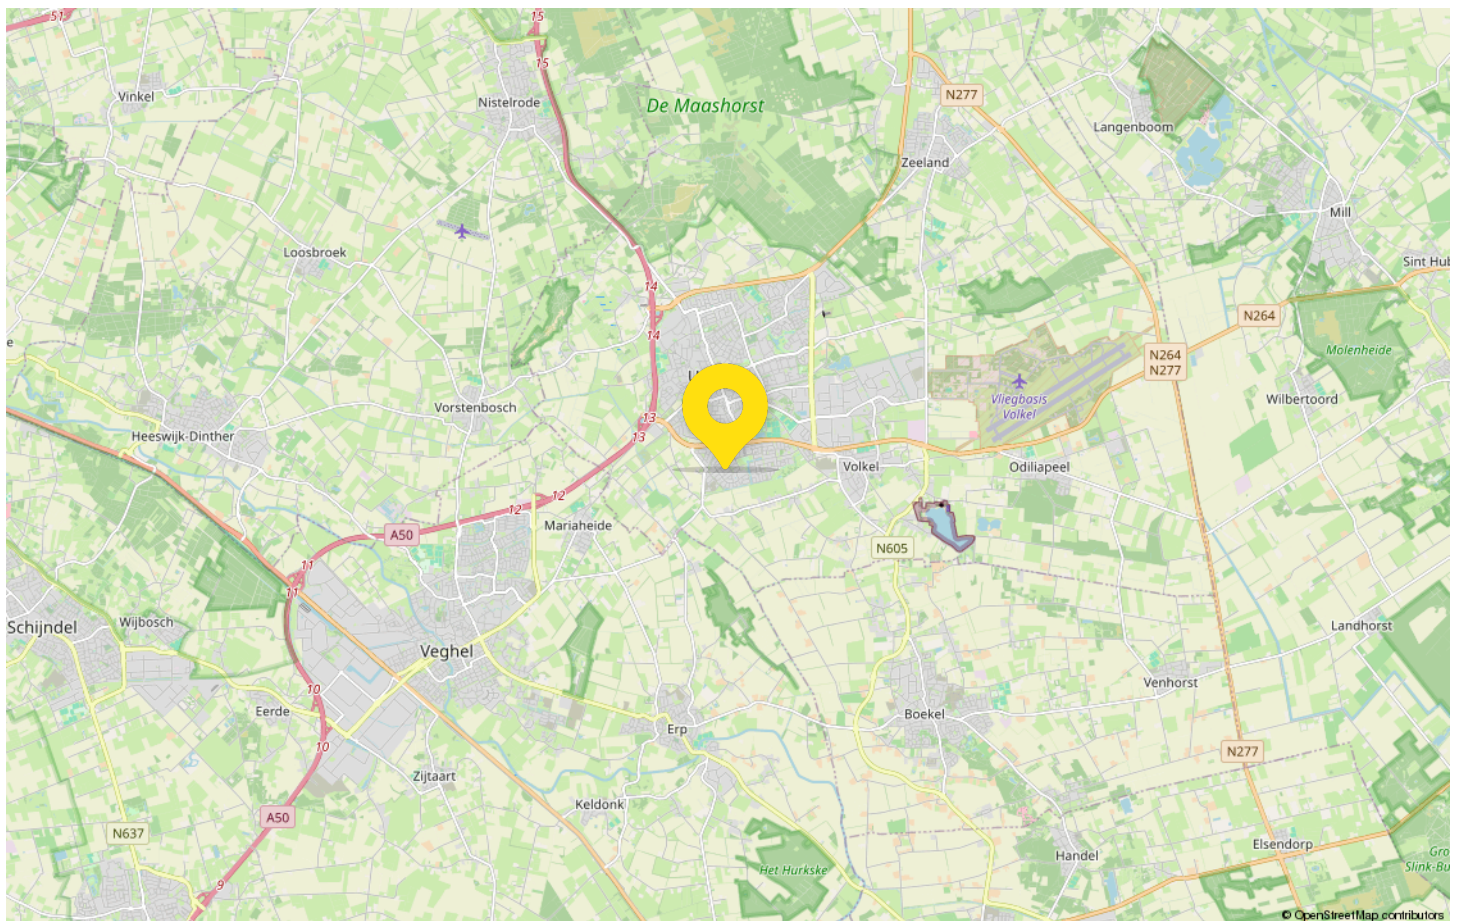 51
15
15
Vinkel
Nistelrode
De Maashorst
N277
Langenboom
Zeeland
Mill
Loosbroek
Sint Hub
14
N264
14
Molenheide
N264
N277
Vliegbasis
Volkel
Wilbertoord
Vorstenbosch
13
13
Heeswijk-Dinther
Volkel
Odiliapeel
12
12
Mariaheide
A50
N605
11
11
Schijndel
Wijbosch
Veghel
Landhorst
Venhorst
10
Eerde
Boekel
Erp
10
N277
Zijtaart
Keldonk
A50
N637
Elsendorp
Handel
Gro
Slink-Bu
Het Hurkske
9
© OpenStreetMap contributors